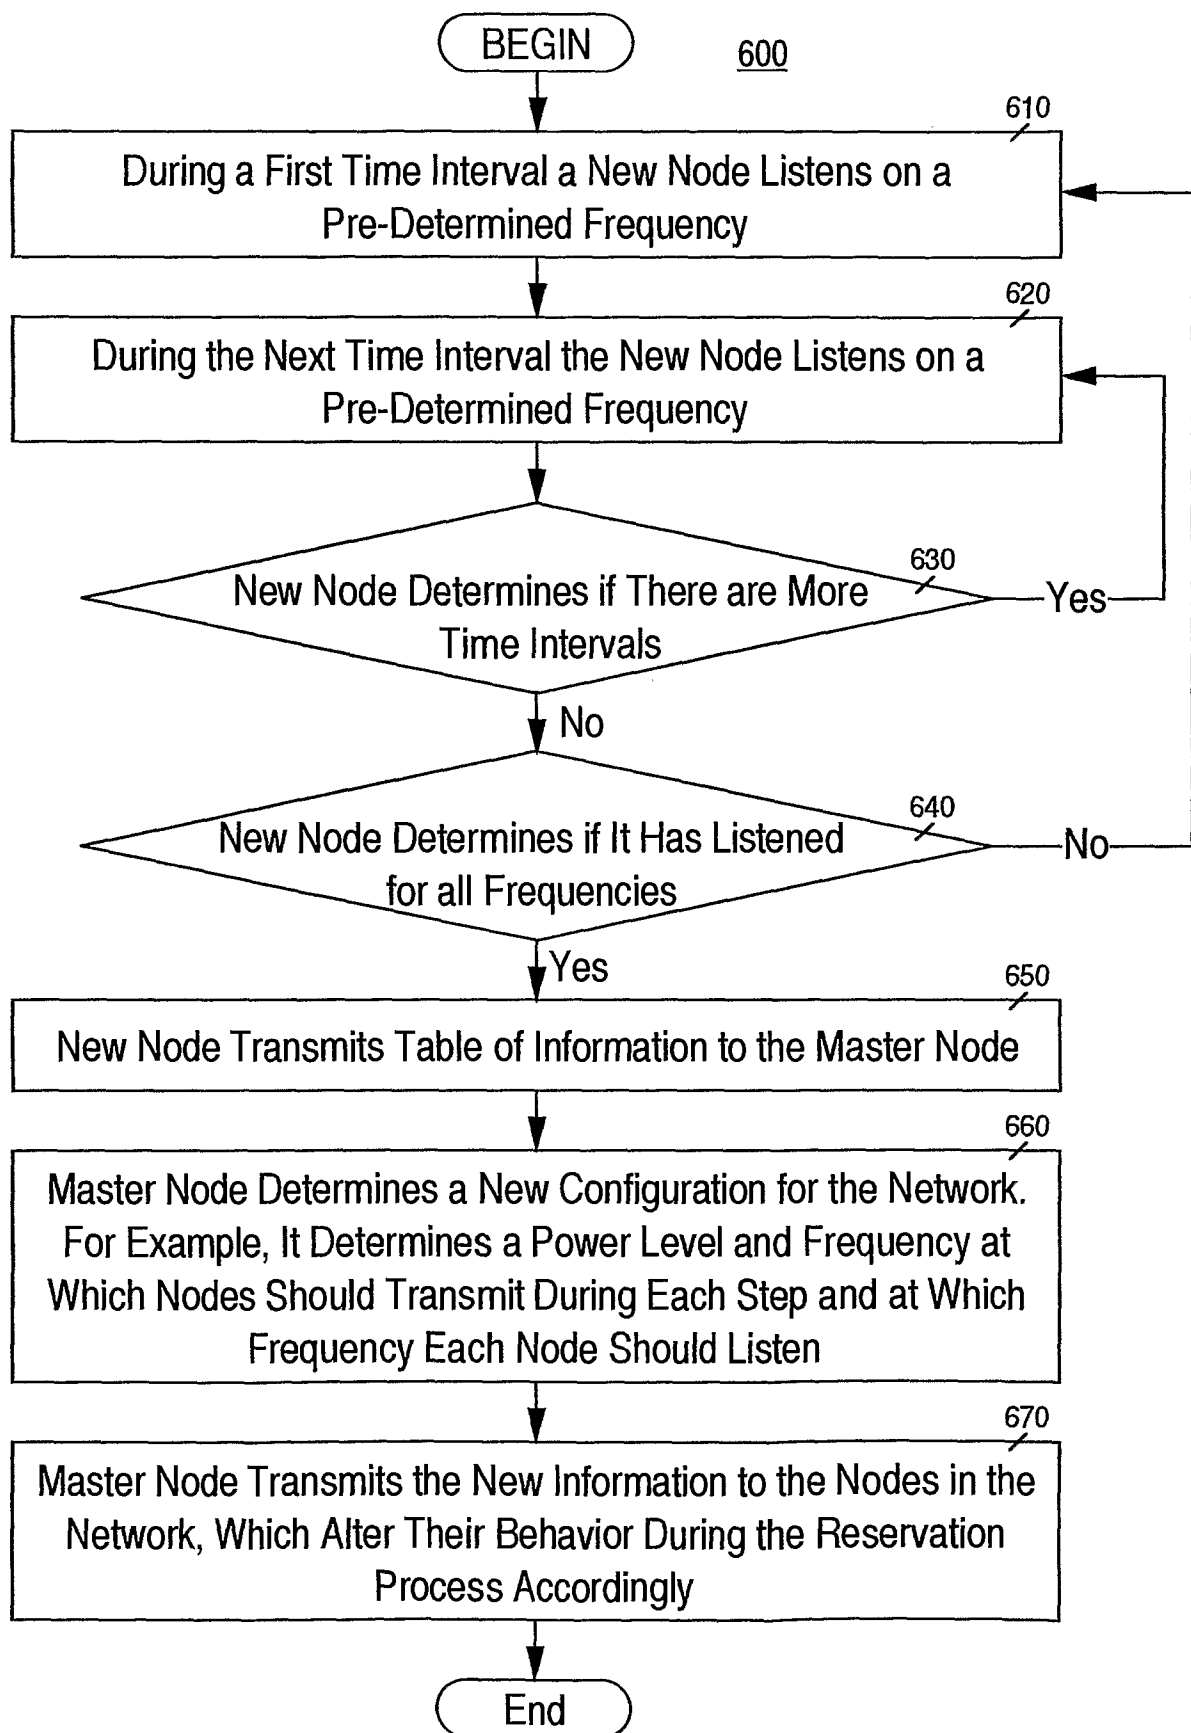 BEGIN
600
610
During a First Time Interval a New Node Listens on a
Pre-Determined Frequency
620
During the Next Time Interval the New Node Listens on a
Pre-Determined Frequency
630
New Node Determines if There are More
Time Intervals
Yes
No
640
New Node Determines if It Has Listened
for all Frequencies
No
Yes
650
New Node Transmits Table of Information to the Master Node
660
Master Node Determines a New Configuration for the Network.
For Example, It Determines a Power Level and Frequency at
Which Nodes Should Transmit During Each Step and at Which
Frequency Each Node Should Listen
670
Master Node Transmits the New Information to the Nodes in the
Network, Which Alter Their Behavior During the Reservation
Process Accordingly
End